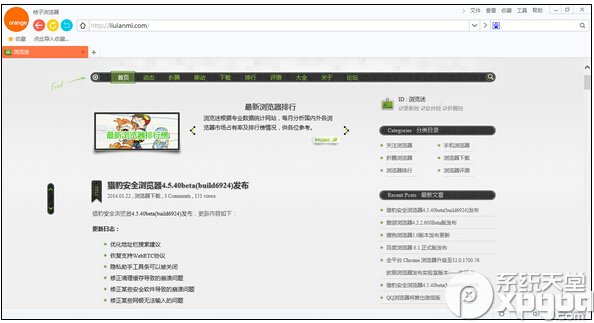 orange
桔子浏览器
文件 查看 收藏 工具 帮助
http://liulanmi.com/
收藏 点此导入收藏...
浏览迷
Feed
首页 动态 折腾 移动 下载 排行 评测 大全 关于 论坛
最新浏览器排行榜
最新浏览器排行
浏览迷根据专业数据统计网站,每月分析国内外各浏览器市场占有率及排行榜情况,供各位参考。
More
ID : 浏览迷
Categories · 分类目录
关注浏览器 手机浏览器
折腾浏览器 浏览器下载
浏览器排行 浏览器评测
猎豹安全浏览器4.5.40beta(build6924)发布
2014.01.22 , 浏览器下载 , 3 Comments , 151 views
猎豹安全浏览器4.5.40beta(build6924)发布,更新内容如下:
更新日志:
优化地址栏搜索建议
恢复支持WebRTC协议
隐私助手工具条可以被关闭
修正清理缓存导致的崩溃问题
修正某些安全软件导致的崩溃问题
修正某些网银无法输入的问题
Recent Posts · 最新文章
猎豹安全浏览器4.5.40beta(build6924)发布
傲游浏览器4.2.2.600Beta版发布
搜狗浏览器5.0版本发布更新
百度浏览器 6.1 正式版发布
全平台 Chrome 浏览器升级至32.0.1700.76
猎豹安全浏览器4.5.40beta(build6924)发布
QQ浏览器将推出微信版
系统天堂